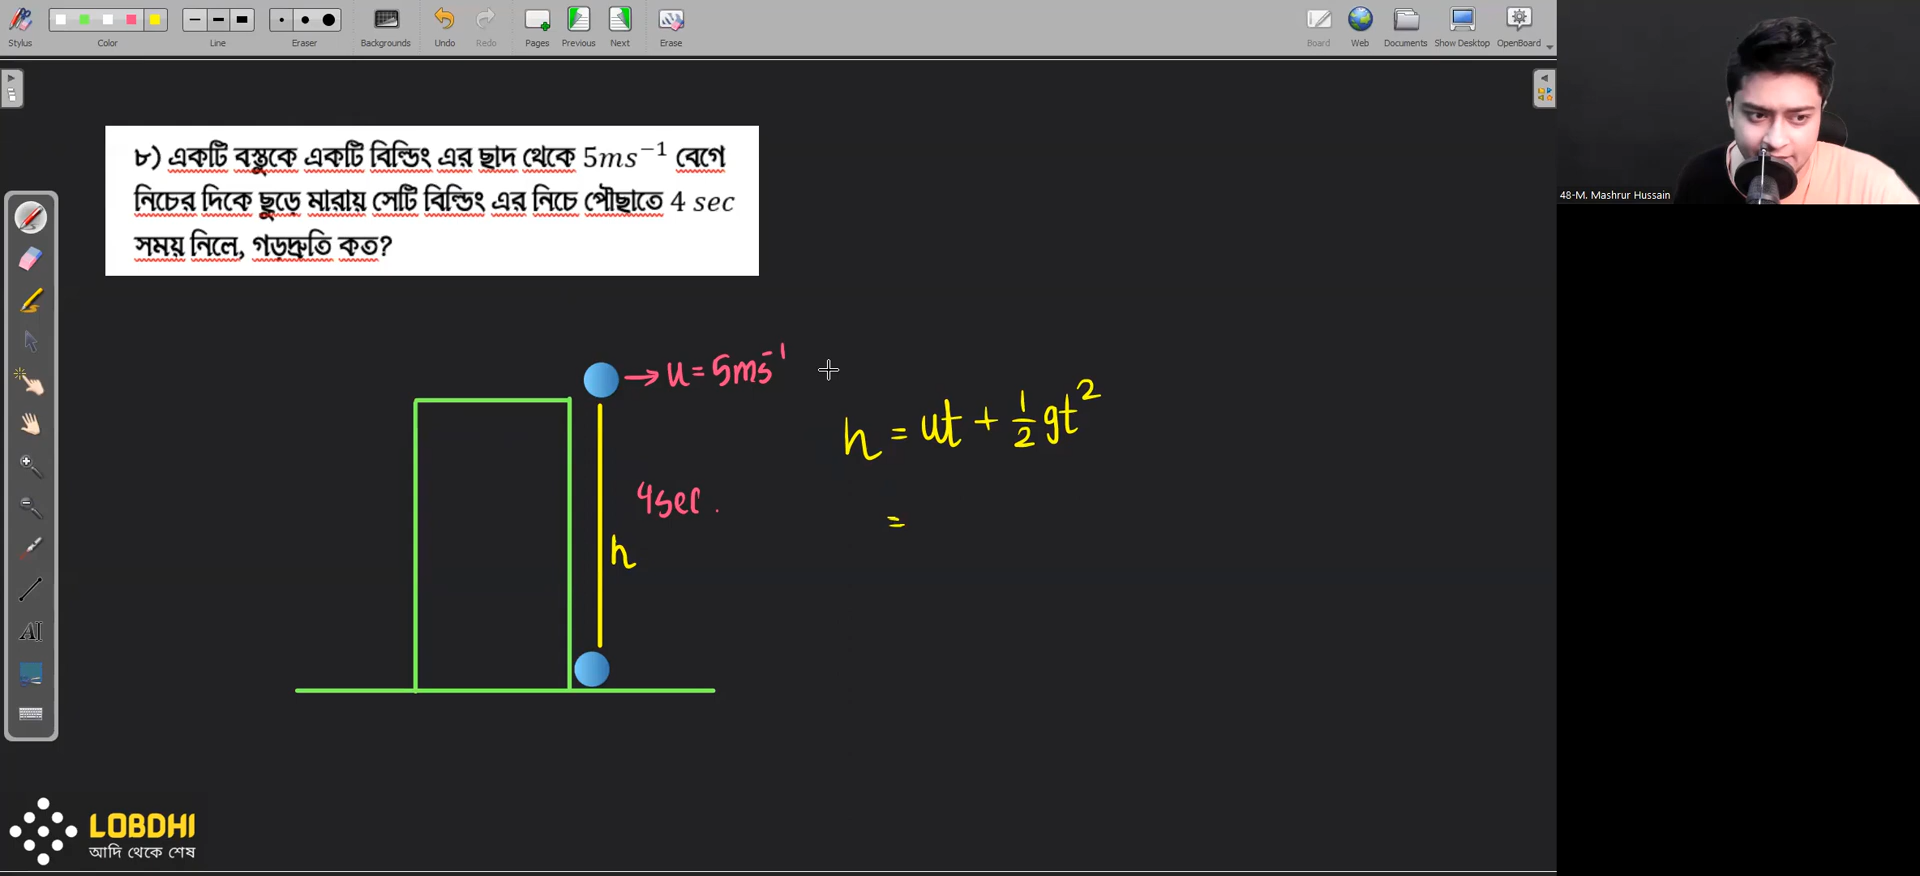 Stylus
Color
Line
Eraser
Backgrounds
Undo
Redo
Pages
Previous
Next
Erase
Board
Web
Documents
Show Desktop
OpenBoard
৮) একটি বস্তুকে একটি বিল্ডিং এর ছাদ থেকে 5ms⁻¹ বেগে
নিচের দিকে ছুড়ে মারায় সেটি বিল্ডিং এর নিচে পৌছাতে 4 sec
সময় নিলে, গড়দ্রুতি কত?
→ u = 5ms⁻¹
h = ut + 1/2 gt²
4sec .
=
h
48-M. Mashrur Hussain
LOBDHI
আদি থেকে শেষ